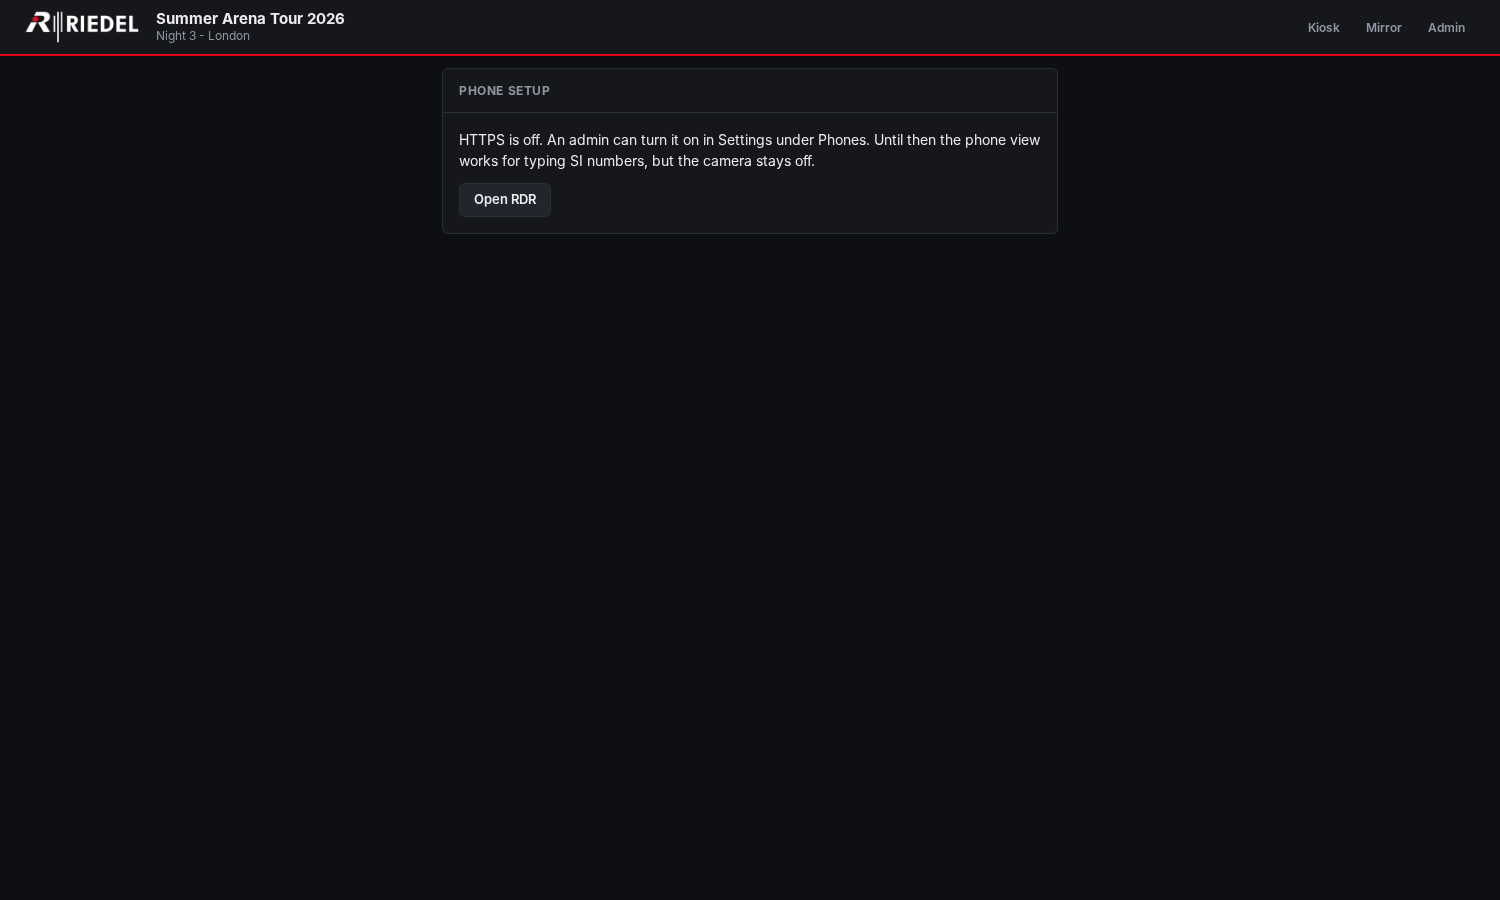 RIEDEL
Summer Arena Tour 2026
Night 3 - London
Kiosk
Mirror
Admin
PHONE SETUP
HTTPS is off. An admin can turn it on in Settings under Phones. Until then the phone view
works for typing SI numbers, but the camera stays off.
Open RDR